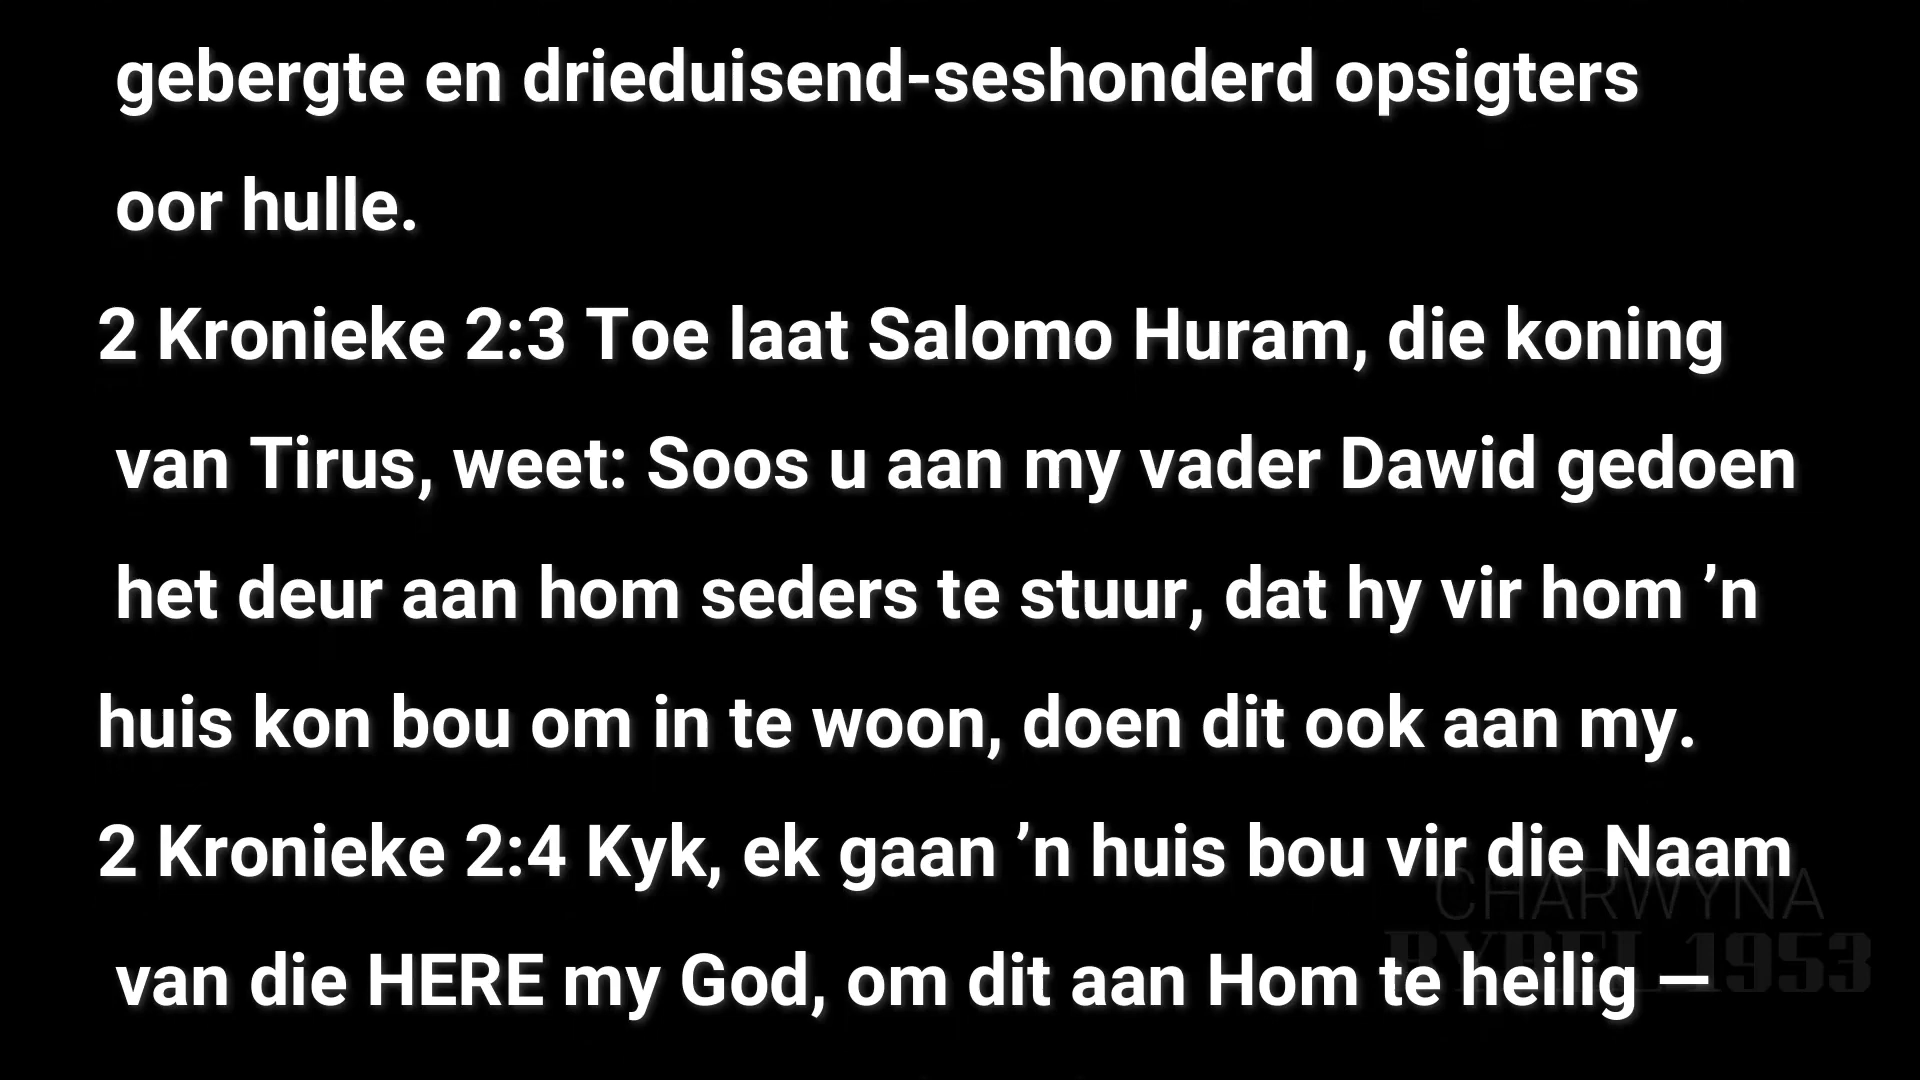 gebergte en drieduisend-seshonderd opsigters
oor hulle.
2 Kronieke 2:3 Toe laat Salomo Huram, die koning
van Tirus, weet: Soos u aan my vader Dawid gedoen
het deur aan hom seders te stuur, dat hy vir hom ’n
huis kon bou om in te woon, doen dit ook aan my.
2 Kronieke 2:4 Kyk, ek gaan ’n huis bou vir die Naam
van die HERE my God, om dit aan Hom te heilig —
CHARWYNA
BYBEL 1953